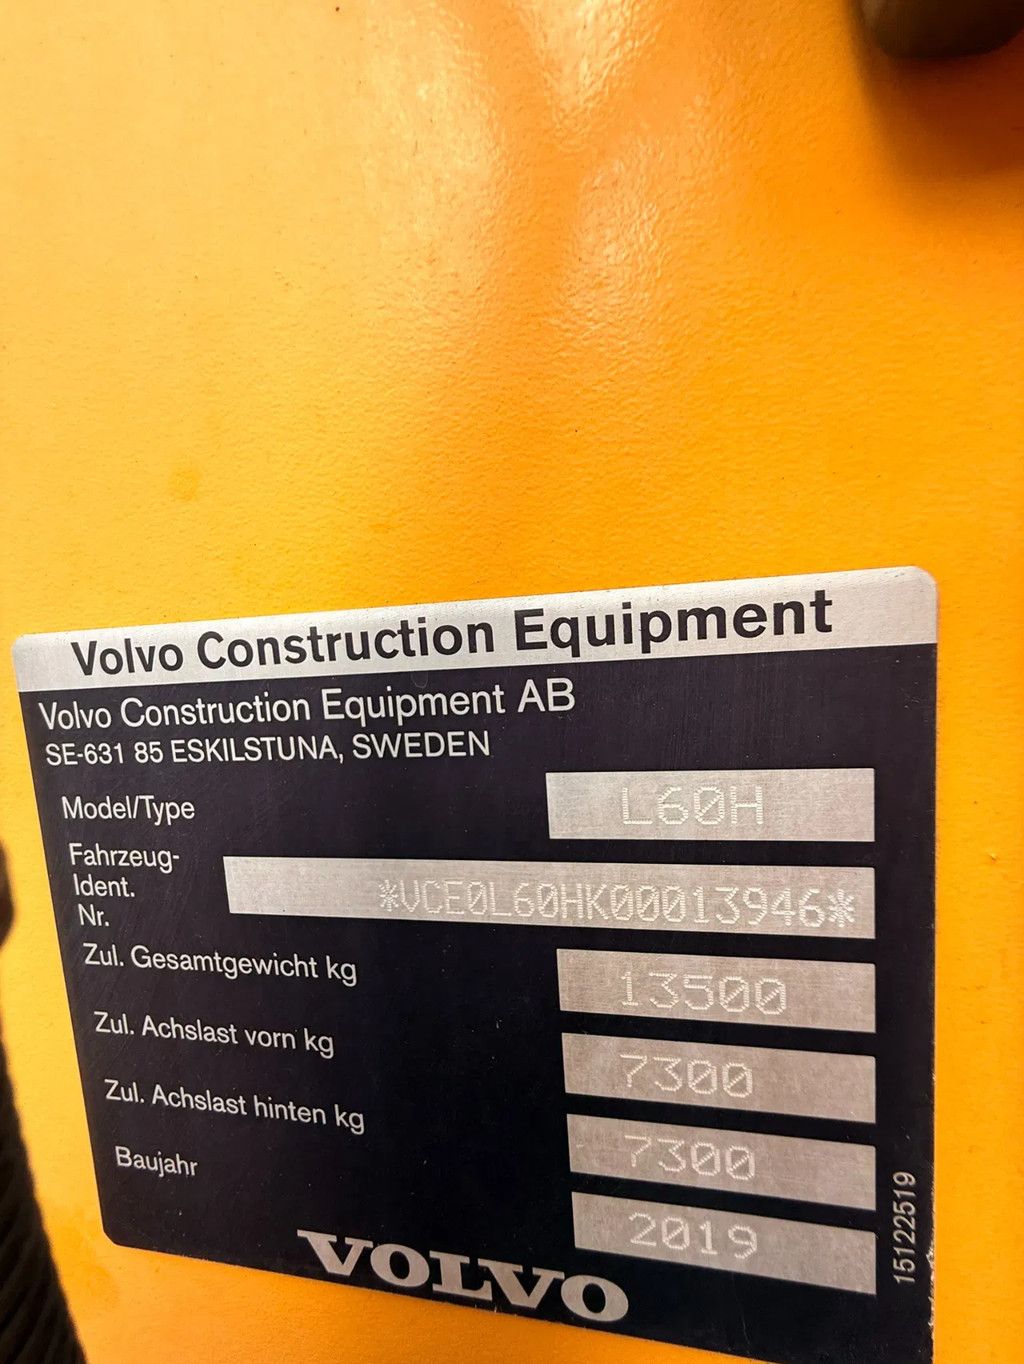 Volvo Construction Equipment
Volvo Construction Equipment AB
SE-631 85 ESKILSTUNA, SWEDEN
Model/Type L60H
Fahrzeug-
Ident.
Nr. *VCE0L60HK00013946*
Zul. Gesamtgewicht kg 13500
Zul. Achslast vorn kg 7300
Zul. Achslast hinten kg 7300
Baujahr 2019
VOLVO
15122519